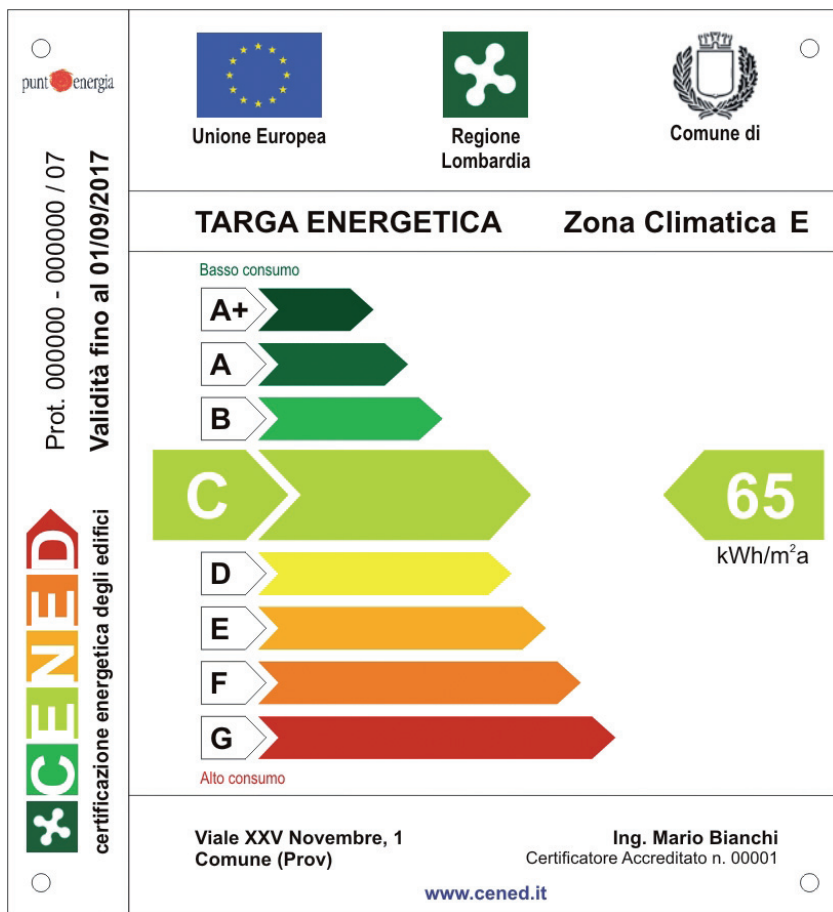 punt energia
Prot. 000000 - 000000 / 07
Validità fino al 01/09/2017
CENED
certificazione energetica degli edifici
Unione Europea
Regione
Lombardia
Comune di
TARGA ENERGETICA Zona Climatica E
Basso consumo
A+
A
B
C 65
kWh/m²a
D
E
F
G
Alto consumo
Viale XXV Novembre, 1
Comune (Prov)
Ing. Mario Bianchi
Certificatore Accreditato n. 00001
www.cened.it